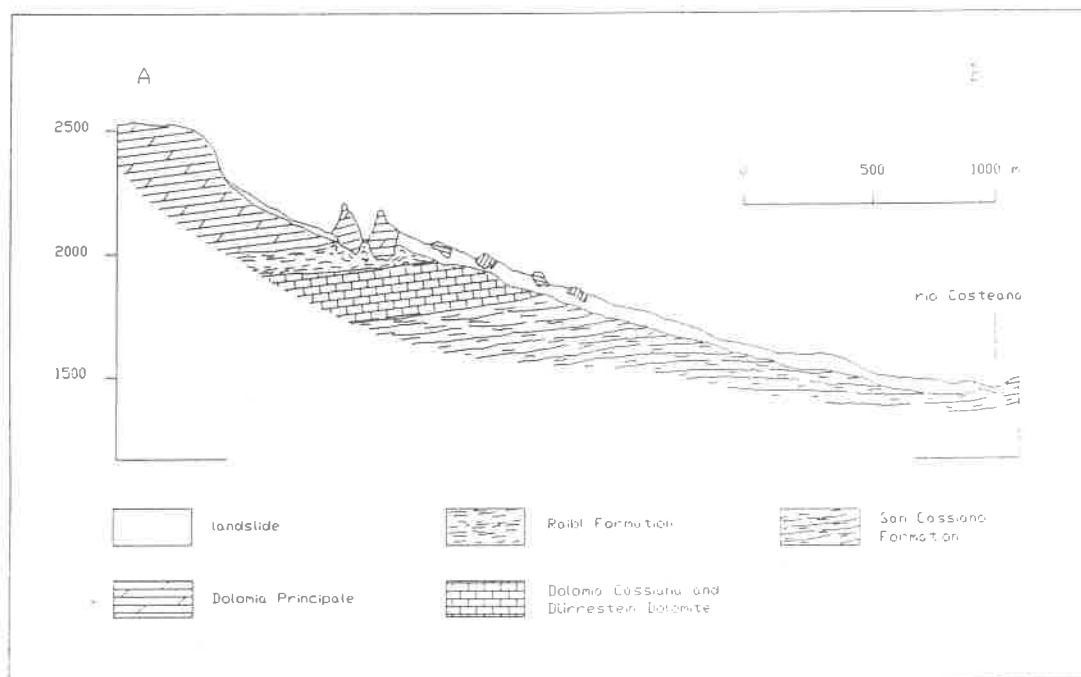 A
2500
500
1000 m
2000
rio Costeana
1500
landslide
Raibl Formation
San Cassiano
Formation
Dolomia Principale
Dolomia Cassiana and
Dürrestein Dolomite